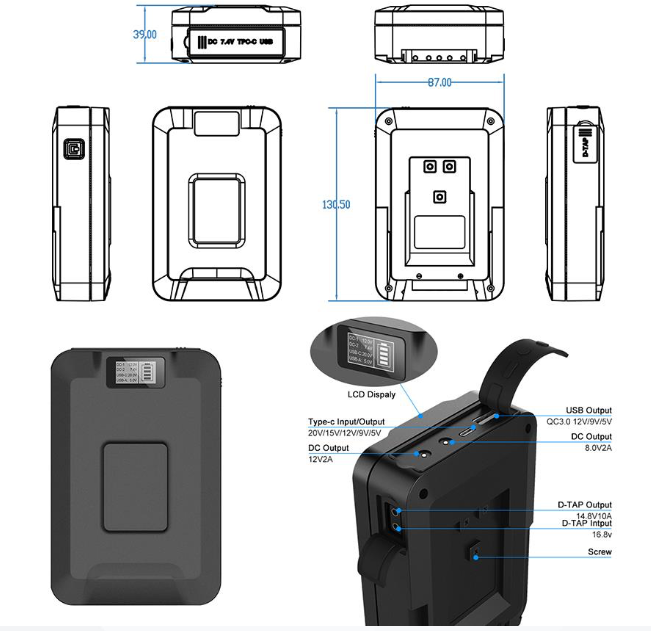 39.00
DC 7.4V TPC-C USB
87.00
130.50
D-TAP
LCD Dispaly
Type-c Input/Output
20V/15V/12V/9V/5V
DC Output
12V2A
USB Output
QC3.0 12V/9V/5V
DC Output
8.0V2A
D-TAP Output
14.8V10A
D-TAP Intput
16.8v
Screw